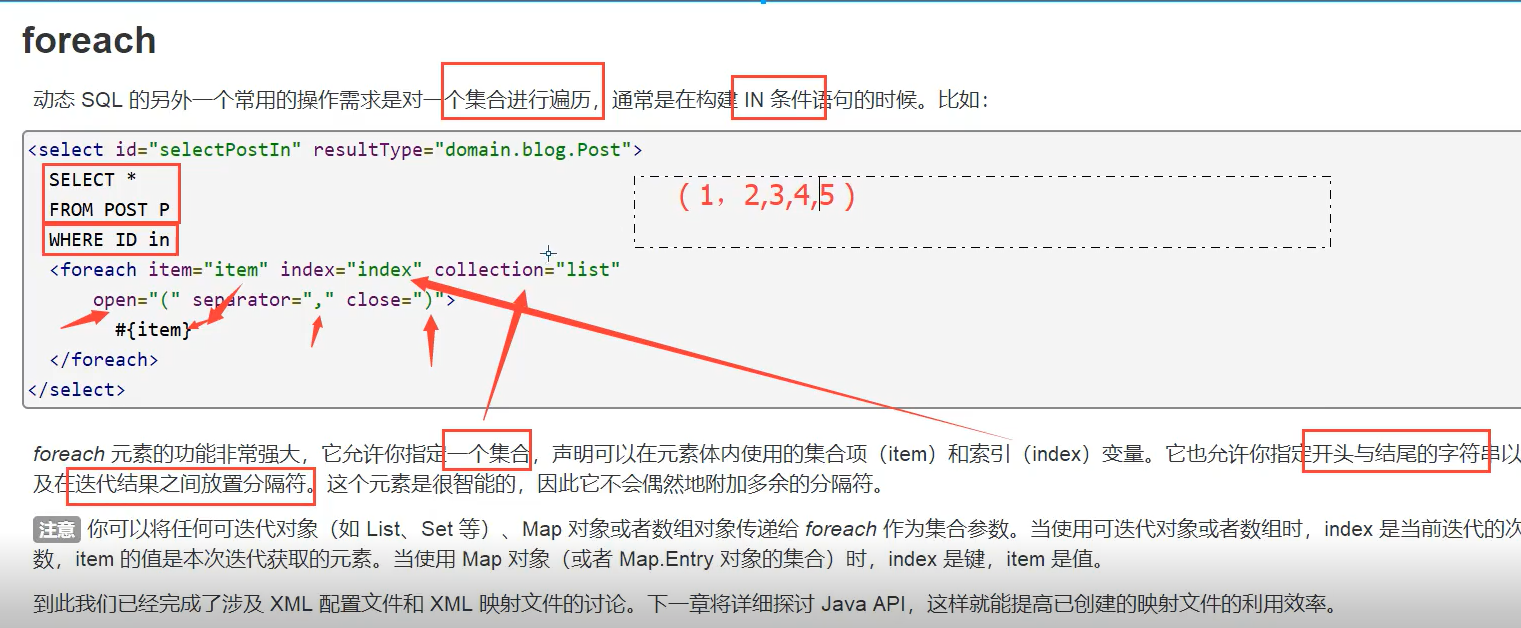 foreach
动态 SQL 的另外一个常用的操作需求是对一个集合进行遍历，通常是在构建 IN 条件语句的时候。比如：
<select id="selectPostIn" resultType="domain.blog.Post">
SELECT *
FROM POST P
WHERE ID in
（1，2,3,4,5）
<foreach item="item" index="index" collection="list"
open="(" separator="," close=")">
#{item}
</foreach>
</select>
foreach 元素的功能非常强大，它允许你指定一个集合，声明可以在元素体内使用的集合项（item）和索引（index）变量。它也允许你指定开头与结尾的字符串以
及在迭代结果之间放置分隔符。这个元素是很智能的，因此它不会偶然地附加多余的分隔符。
注意 你可以将任何可迭代对象（如 List、Set 等）、Map 对象或者数组对象传递给 foreach 作为集合参数。当使用可迭代对象或者数组时，index 是当前迭代的次
数，item 的值是本次迭代获取的元素。当使用 Map 对象（或者 Map.Entry 对象的集合）时，index 是键，item 是值。
到此我们已经完成了涉及 XML 配置文件和 XML 映射文件的讨论。下一章将详细探讨 Java API，这样就能提高已创建的映射文件的利用效率。